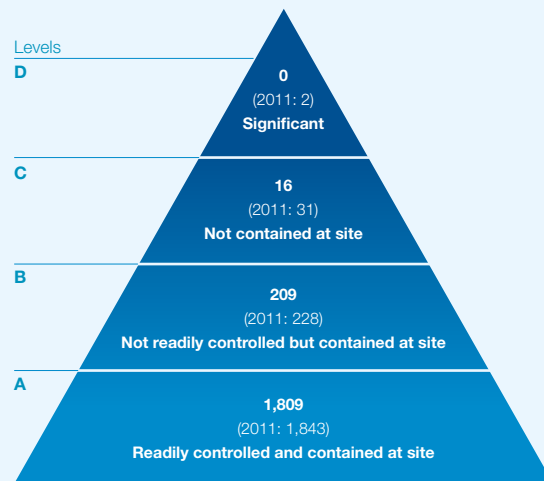 Levels
D
0
(2011: 2)
Significant
C
16
(2011: 31)
Not contained at site
B
209
(2011: 228)
Not readily controlled but contained at site
A
1,809
(2011: 1,843)
Readily controlled and contained at site